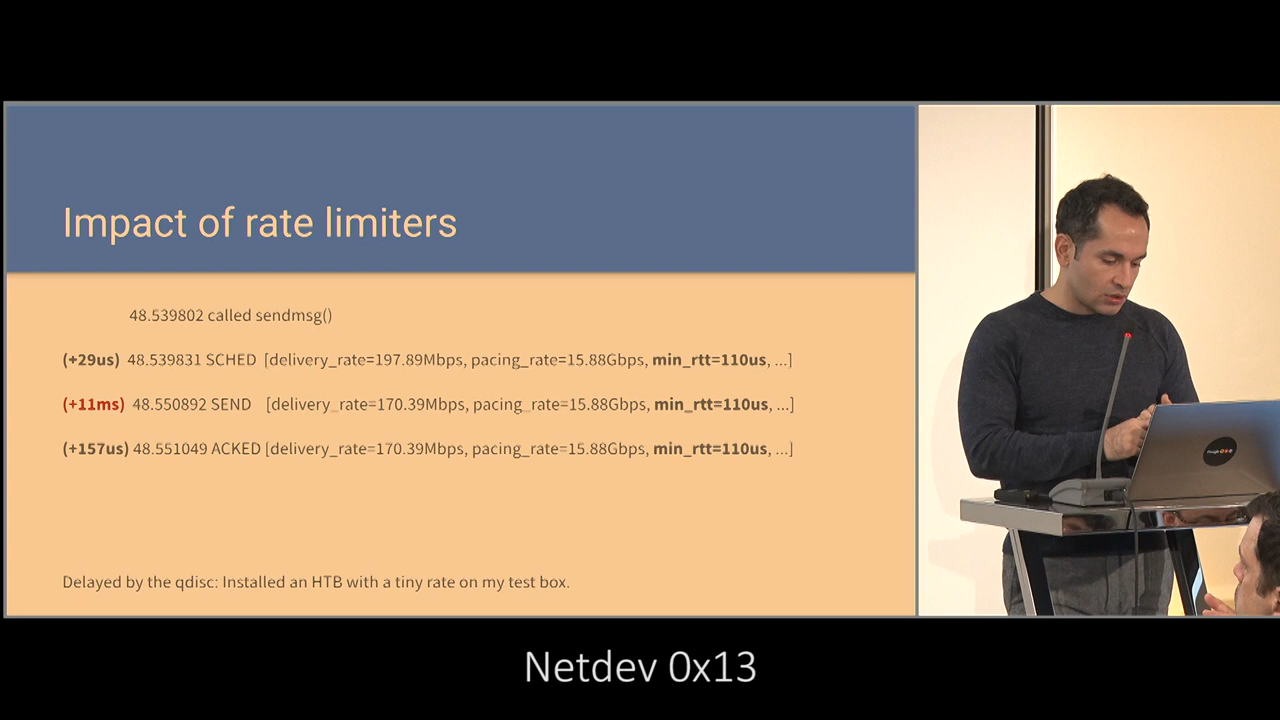 Impact of rate limiters
48.539802 called sendmsg()
(+29us) 48.539831 SCHED [delivery_rate=197.89Mbps, pacing_rate=15.88Gbps, min_rtt=110us, ...]
(+11ms) 48.550892 SEND [delivery_rate=170.39Mbps, pacing_rate=15.88Gbps, min_rtt=110us, ...]
(+157us) 48.551049 ACKED [delivery_rate=170.39Mbps, pacing_rate=15.88Gbps, min_rtt=110us, ...]
Delayed by the qdisc: Installed an HTB with a tiny rate on my test box.
Netdev 0x13